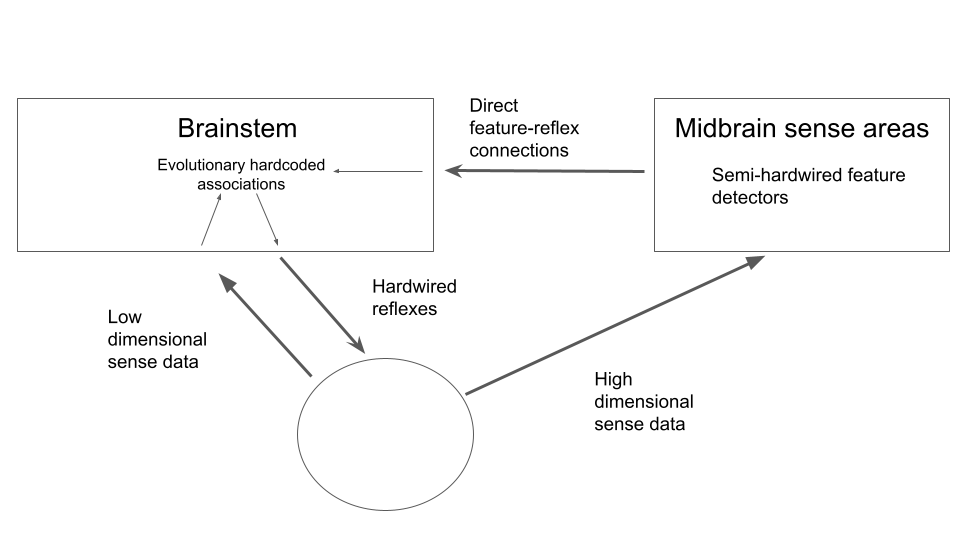 Brainstem
Evolutionary hardcoded
associations
Direct
feature-reflex
connections
Midbrain sense areas
Semi-hardwired feature
detectors
Low
dimensional
sense data
Hardwired
reflexes
High
dimensional
sense data